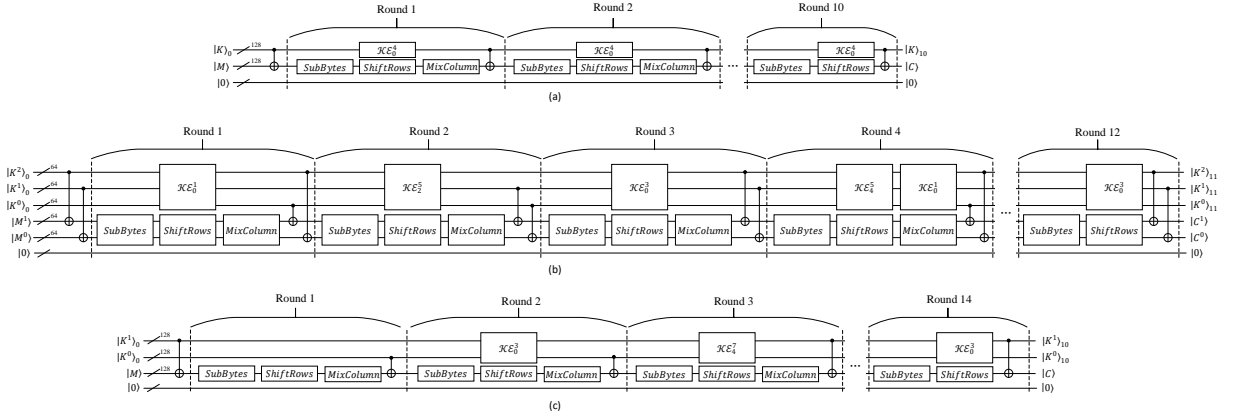 Round 1 Round 2 Round 10
|K⟩₀ 128 𝒦ℰ₀⁴ 𝒦ℰ₀⁴ 𝒦ℰ₀⁴ |K⟩₁₀
|M⟩ 128 SubBytes ShiftRows MixColumn SubBytes ShiftRows MixColumn ... SubBytes ShiftRows |C⟩
|0⟩ |0⟩
(a)
Round 1 Round 2 Round 3 Round 4 Round 12
|K²⟩₀ 64 |K²⟩₁₁
|K¹⟩₀ 64 𝒦ℰ₀¹ 𝒦ℰ₂⁵ 𝒦ℰ₀³ 𝒦ℰ₄⁵ 𝒦ℰ₀¹ 𝒦ℰ₀³ |K¹⟩₁₁
|K⁰⟩₀ 64 |K⁰⟩₁₁
|M¹⟩ 64 ... |C¹⟩
SubBytes ShiftRows MixColumn SubBytes ShiftRows MixColumn SubBytes ShiftRows MixColumn SubBytes ShiftRows MixColumn SubBytes ShiftRows
|M⁰⟩ 64 |C⁰⟩
|0⟩ |0⟩
(b)
Round 1 Round 2 Round 3 Round 14
|K¹⟩₀ 128 |K¹⟩₁₀
𝒦ℰ₀³ 𝒦ℰ₄⁷ 𝒦ℰ₀³
|K⁰⟩₀ 128 |K⁰⟩₁₀
|M⟩ 128 SubBytes ShiftRows MixColumn SubBytes ShiftRows MixColumn SubBytes ShiftRows MixColumn ... SubBytes ShiftRows |C⟩
|0⟩ |0⟩
(c)